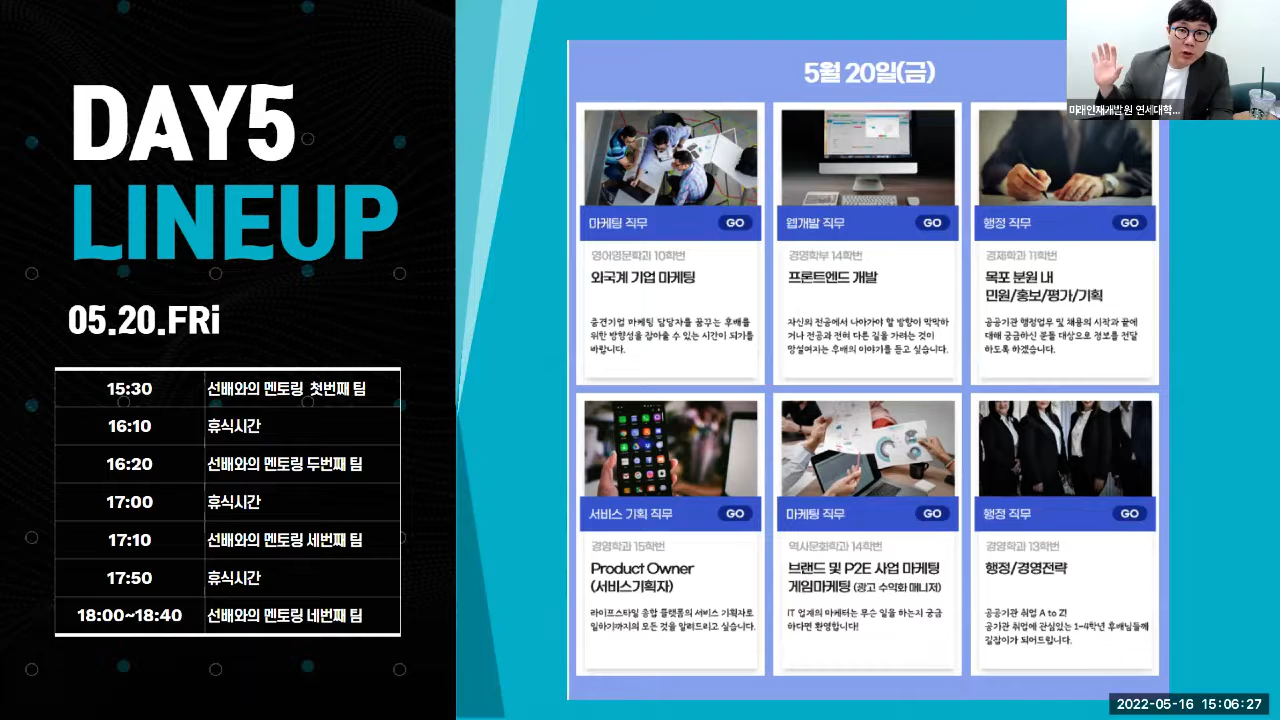 DAY5
LINEUP
05.20.FRi
15:30 선배와의 멘토링 첫번째 팀
16:10 휴식시간
16:20 선배와의 멘토링 두번째 팀
17:00 휴식시간
17:10 선배와의 멘토링 세번째 팀
17:50 휴식시간
18:00~18:40 선배와의 멘토링 네번째 팀
5월 20일(금)
마케팅 직무 GO
영어영문학과 10학번
외국계 기업 마케팅
중견기업 마케팅 담당자를 꿈꾸는 후배를
위한 방향성을 잡아줄 수 있는 시간이 되기를
바랍니다.
웹개발 직무 GO
경영학부 14학번
프론트엔드 개발
자신의 전공에서 나아가야 할 방향이 막막하
거나 전공과 전혀 다른 길을 가려는 것이
망설여지는 후배의 이야기를 듣고 싶습니다.
행정 직무 GO
경제학과 11학번
목포 분원 내
민원/홍보/평가/기획
공공기관 행정업무 및 채용의 시작과 끝에
대해 궁금하신 분들 대상으로 정보를 전달
하도록 하겠습니다.
서비스 기획 직무 GO
경영학과 15학번
Product Owner
(서비스기획자)
라이프스타일 종합 플랫폼의 서비스 기획자로
일하기까지의 모든 것을 알려드리고 싶습니다.
마케팅 직무 GO
역사문화학과 14학번
브랜드 및 P2E 사업 마케팅
게임마케팅 (광고 수익화 매니저)
IT 업계의 마케터는 무슨 일을 하는지 궁금
하다면 환영합니다!
행정 직무 GO
경영학과 13학번
행정/경영전략
공공기관 취업 A to Z!
공기관 취업에 관심있는 1~4학년 후배님들께
길잡이가 되어드립니다.
미래인재개발원 연세대학...
2022-05-16 15:06:27